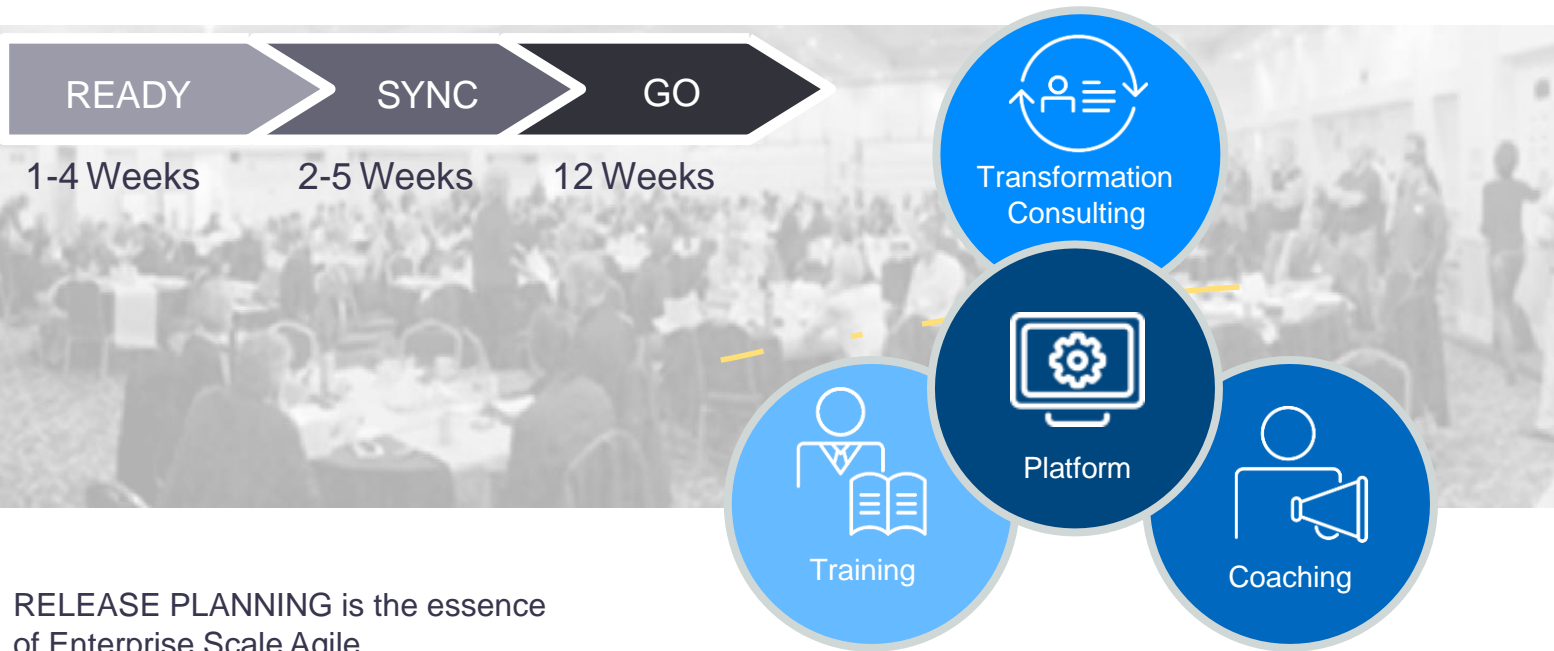 READY
SYNC
GO
1-4 Weeks
2-5 Weeks
12 Weeks
Transformation
Consulting
Platform
Training
Coaching
RELEASE PLANNING is the essence
of Enterprise Scale Agile